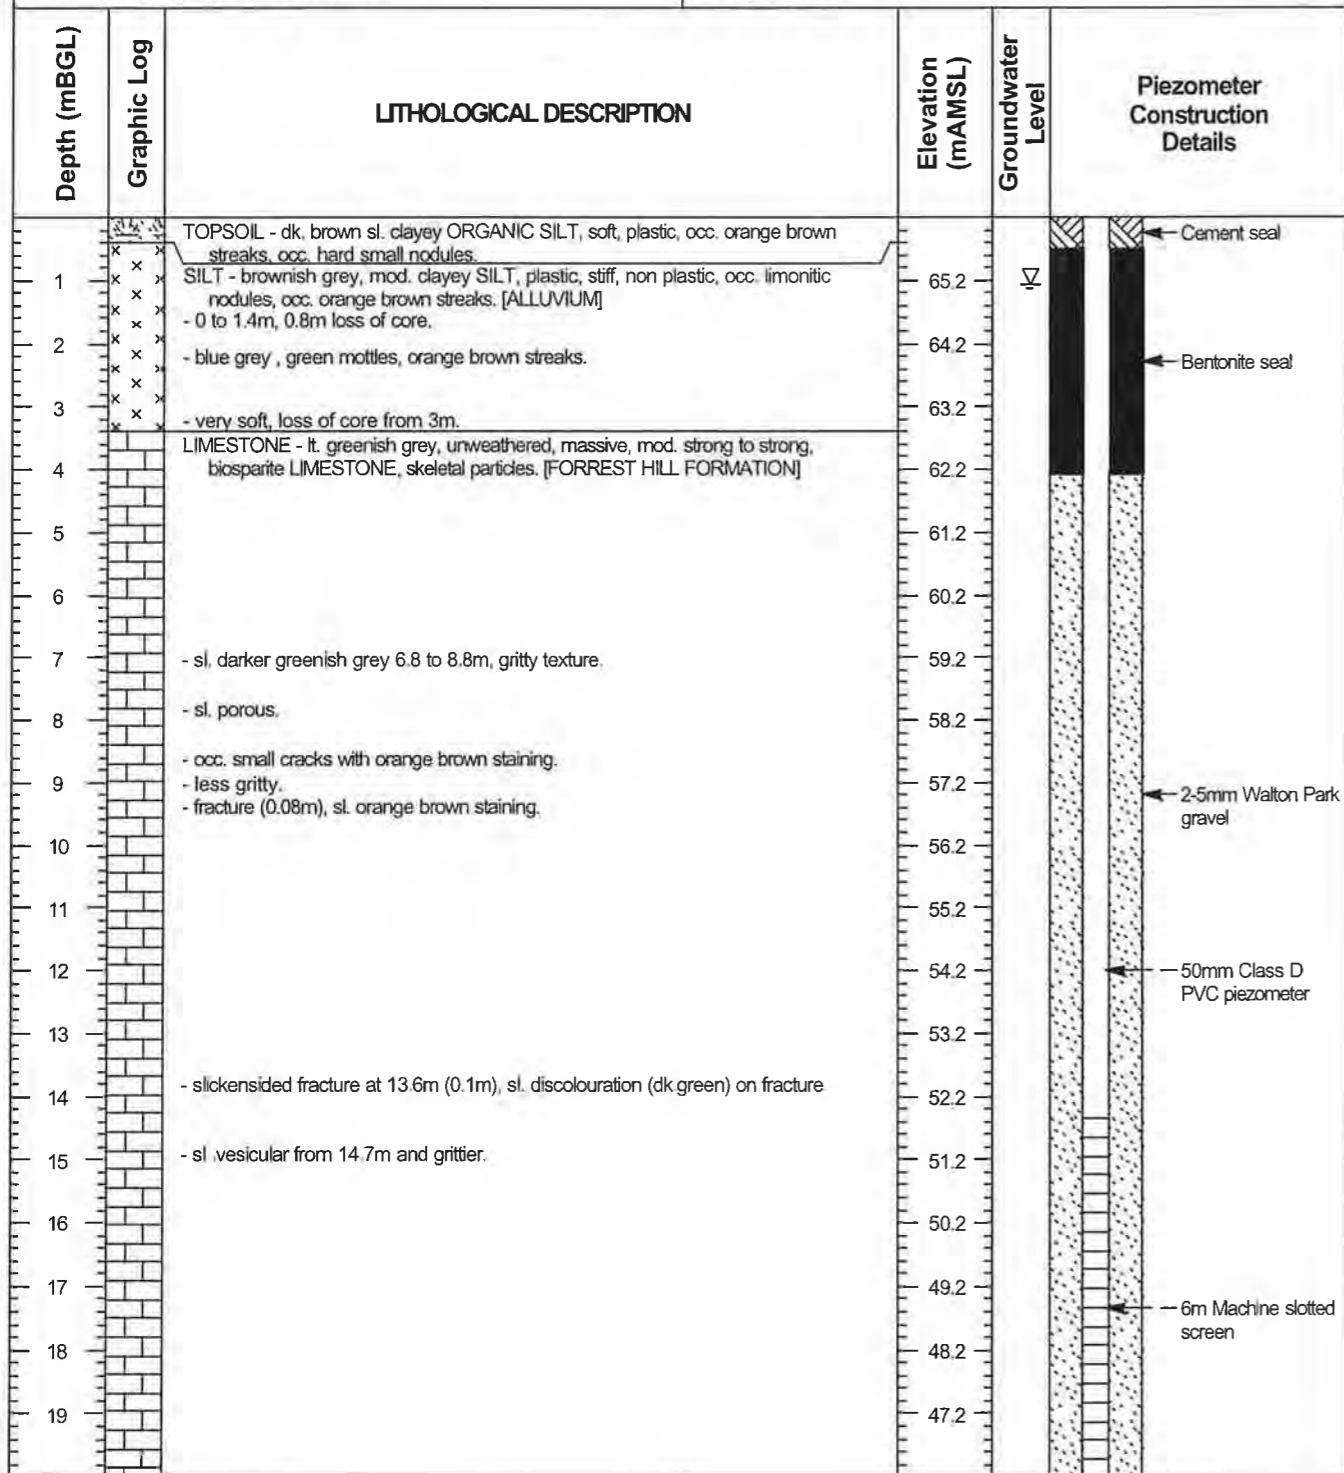 Depth (mBGL)
Graphic Log
LITHOLOGICAL DESCRIPTION
Elevation
(mAMSL)
Groundwater
Level
Piezometer
Construction
Details
TOPSOIL - dk. brown sl. clayey ORGANIC SILT, soft, plastic, occ. orange brown
streaks, occ. hard small nodules.
Cement seal
1
SILT - brownish grey, mod. clayey SILT, plastic, stiff, non plastic, occ. limonitic
65.2
nodules, occ. orange brown streaks. [ALLUVIUM]
- 0 to 1.4m, 0.8m loss of core.
2
64.2
- blue grey , green mottles, orange brown streaks.
Bentonite seal
3
63.2
- very soft, loss of core from 3m.
LIMESTONE - lt. greenish grey, unweathered, massive, mod. strong to strong,
4
biosparite LIMESTONE, skeletal particles. [FORREST HILL FORMATION]
62.2
5
61.2
6
60.2
7
- sl. darker greenish grey 6.8 to 8.8m, gritty texture.
59.2
- sl. porous.
8
58.2
- occ. small cracks with orange brown staining.
9
- less gritty.
57.2
- fracture (0.08m), sl. orange brown staining.
2-5mm Walton Park
gravel
10
56.2
11
55.2
12
54.2
50mm Class D
PVC piezometer
13
53.2
- slickensided fracture at 13.6m (0.1m), sl. discolouration (dk.green) on fracture
14
52.2
- sl .vesicular from 14.7m and grittier.
15
51.2
16
50.2
17
49.2
6m Machine slotted
screen
18
48.2
19
47.2